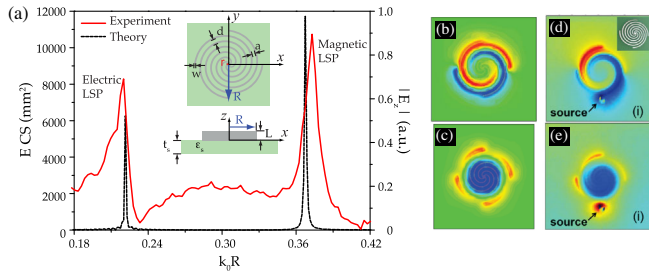 (a)
Experiment
Theory
Electric
LSP
Magnetic
LSP
y
x
d
a
w
r
R
z
R
L
x
t_s
ε_s
E CS (mm²)
12000
10000
8000
6000
4000
2000
0
1.0
0.8
0.6
0.4
0.2
0
| E_z | (a.u.)
0.18 0.24 0.30 0.36 0.42
k₀R
(b)
(d)
source
(i)
(c)
(e)
source
(i)